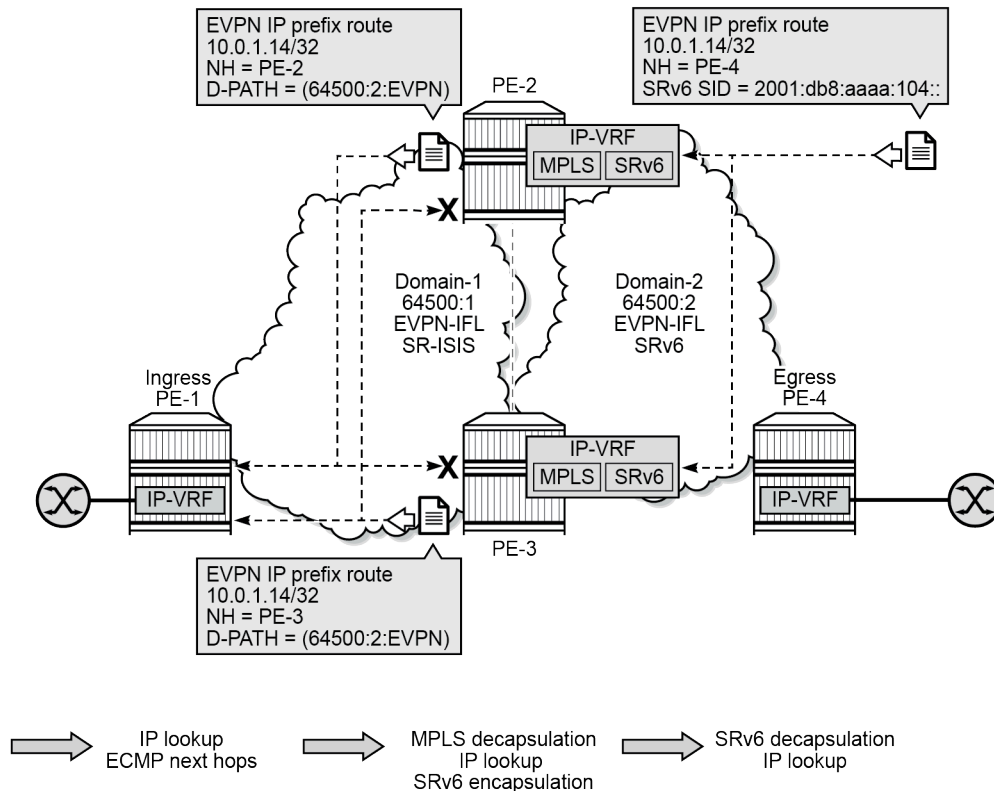 EVPN IP prefix route
10.0.1.14/32
NH = PE-2
D-PATH = (64500:2:EVPN)
EVPN IP prefix route
10.0.1.14/32
NH = PE-4
SRv6 SID = 2001:db8:aaaa:104::
PE-2
IP-VRF
MPLS
SRv6
X
Domain-1
64500:1
EVPN-IFL
SR-ISIS
Domain-2
64500:2
EVPN-IFL
SRv6
Ingress
PE-1
IP-VRF
X
IP-VRF
MPLS
SRv6
PE-3
Egress
PE-4
IP-VRF
EVPN IP prefix route
10.0.1.14/32
NH = PE-3
D-PATH = (64500:2:EVPN)
IP lookup
ECMP next hops
MPLS decapsulation
IP lookup
SRv6 encapsulation
SRv6 decapsulation
IP lookup